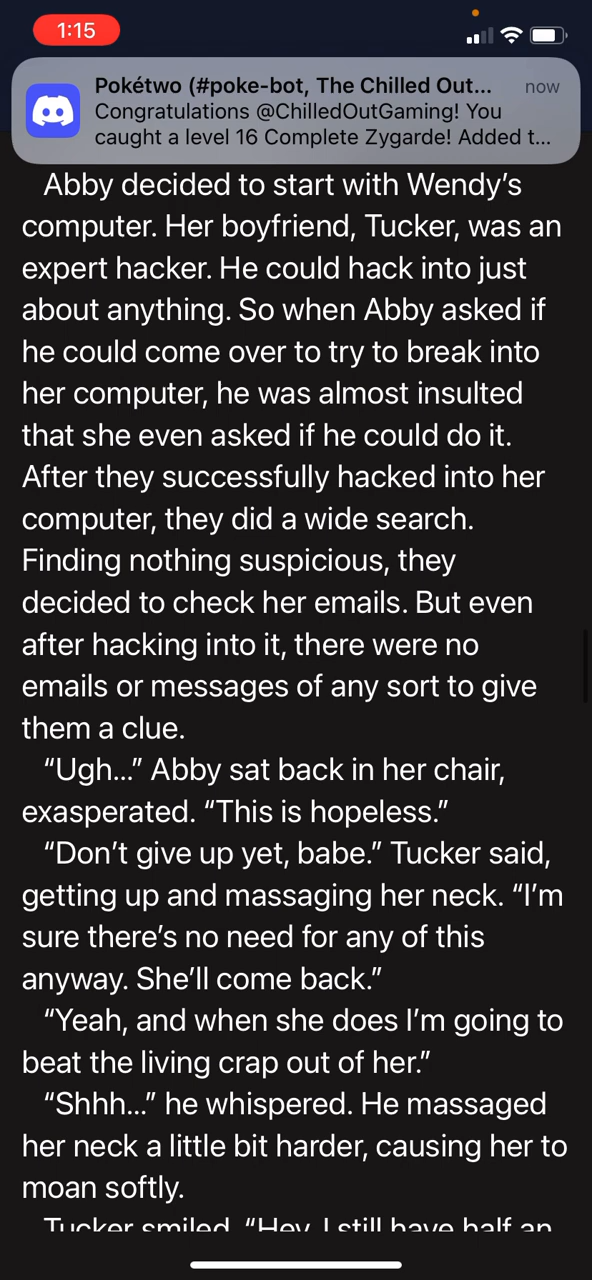 1:15
Pokétwo (#poke-bot, The Chilled Out... now
Congratulations @ChilledOutGaming! You
caught a level 16 Complete Zygarde! Added t...
Abby decided to start with Wendy’s
computer. Her boyfriend, Tucker, was an
expert hacker. He could hack into just
about anything. So when Abby asked if
he could come over to try to break into
her computer, he was almost insulted
that she even asked if he could do it.
After they successfully hacked into her
computer, they did a wide search.
Finding nothing suspicious, they
decided to check her emails. But even
after hacking into it, there were no
emails or messages of any sort to give
them a clue.
“Ugh...” Abby sat back in her chair,
exasperated. “This is hopeless.”
“Don’t give up yet, babe.” Tucker said,
getting up and massaging her neck. “I’m
sure there’s no need for any of this
anyway. She’ll come back.”
“Yeah, and when she does I’m going to
beat the living crap out of her.”
“Shhh...” he whispered. He massaged
her neck a little bit harder, causing her to
moan softly.
Tucker smiled. “Hey, I still have half an